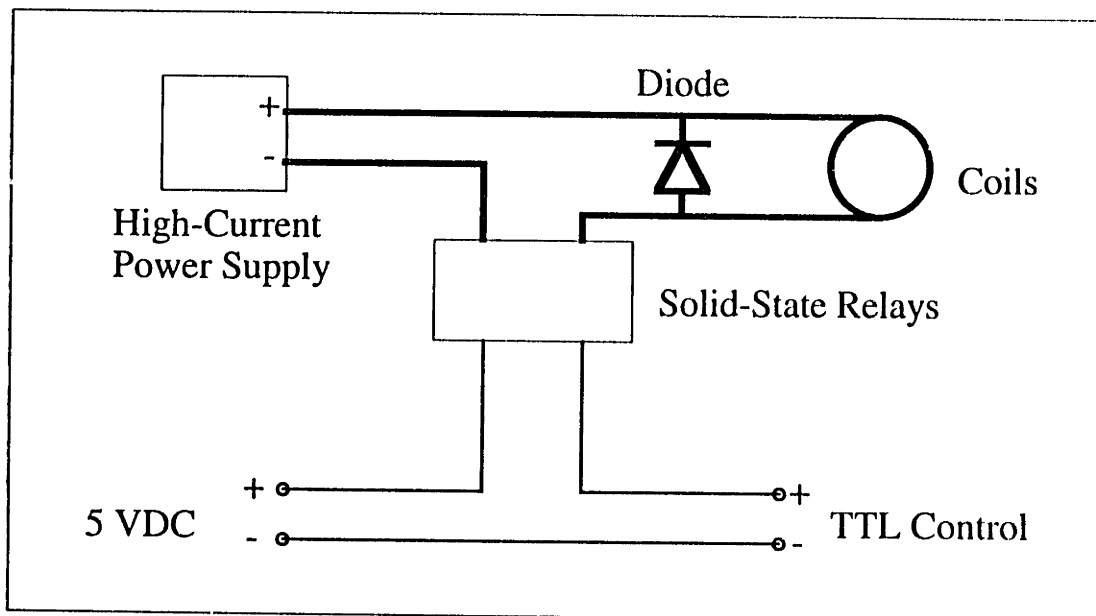 Diode
+
-
Coils
High-Current
Power Supply
Solid-State Relays
+
+
5 VDC
TTL Control
-
-